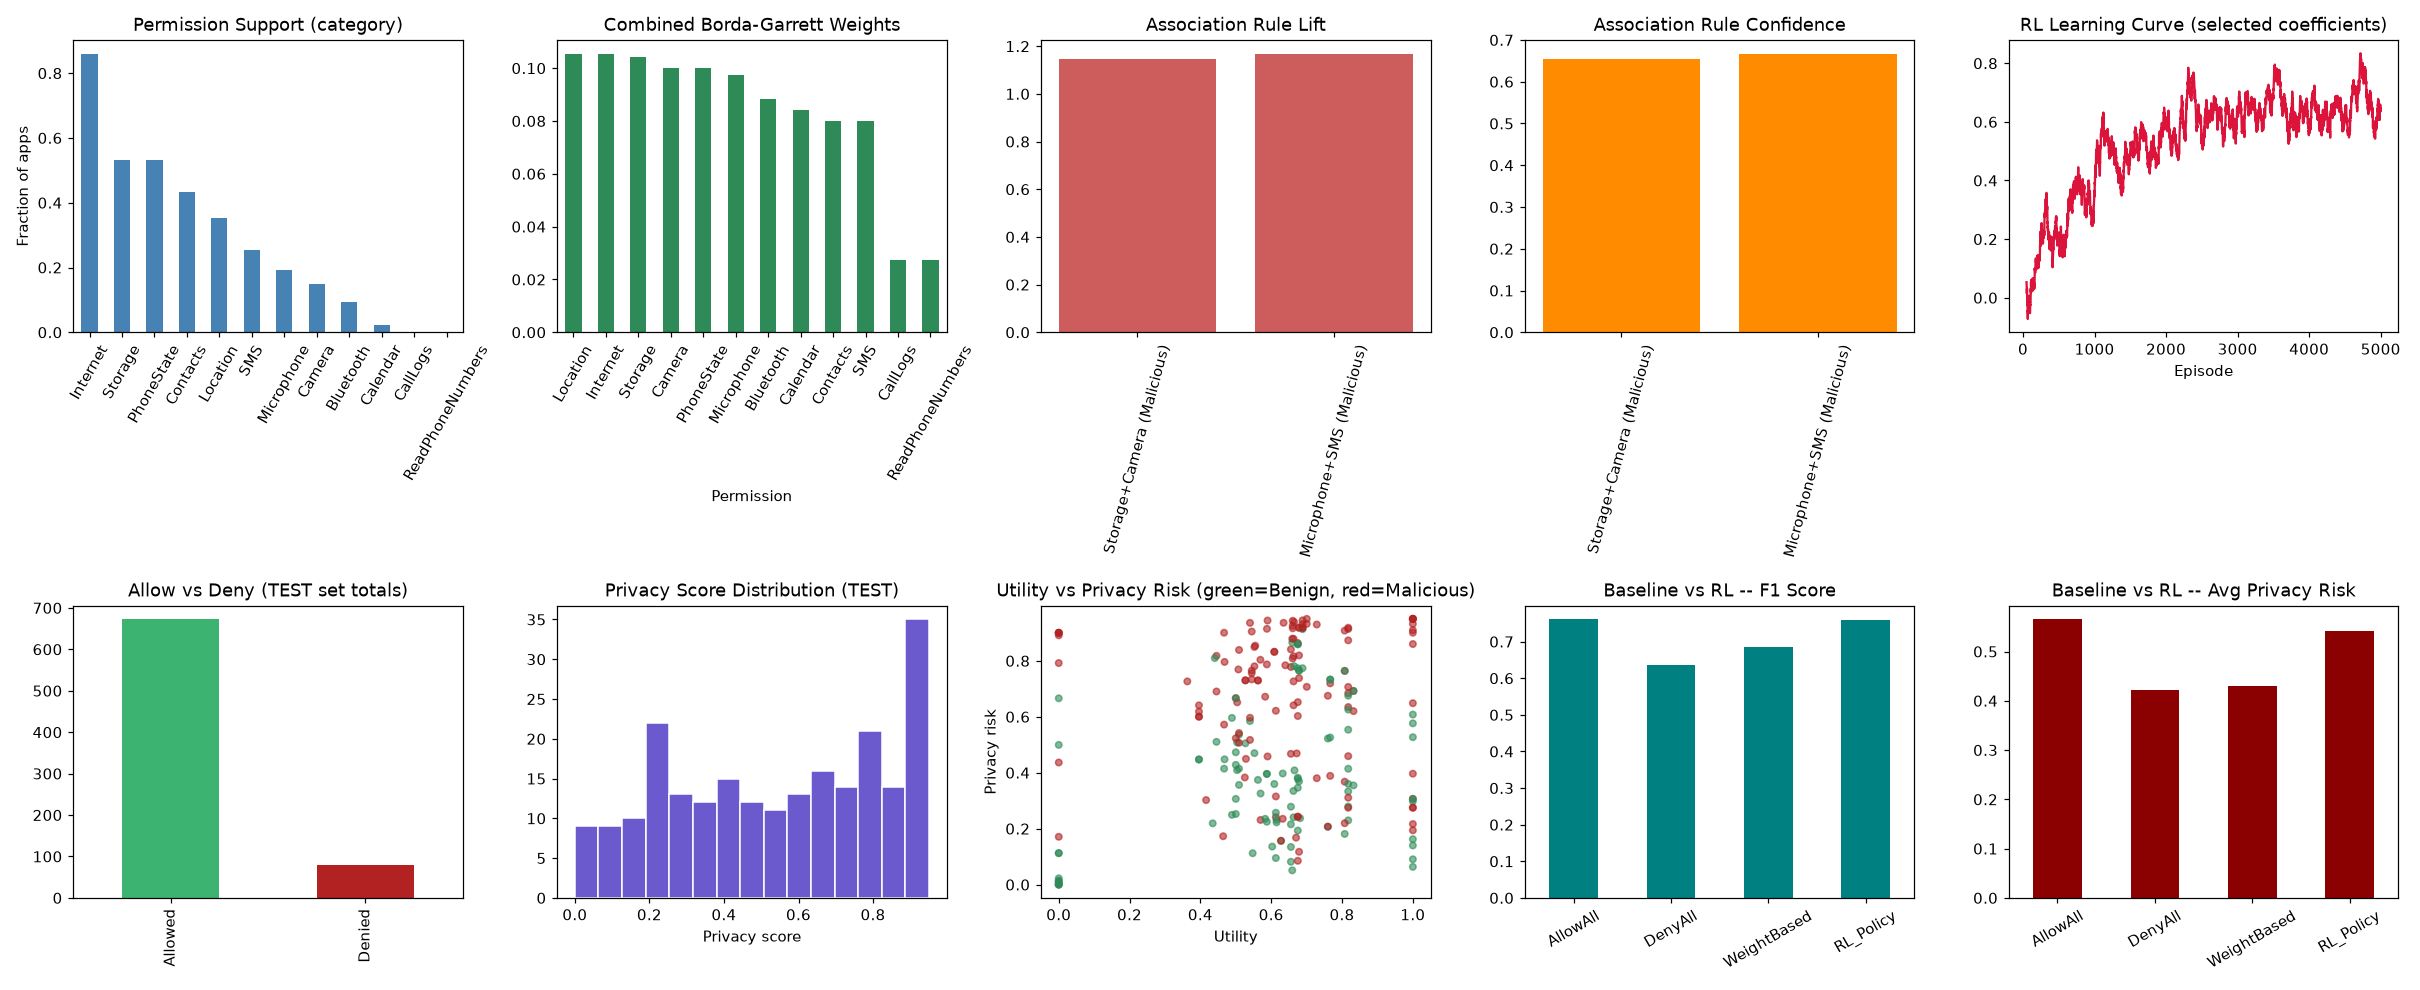 Permission Support (category)
Fraction of apps
0.8
0.6
0.4
0.2
0.0
Internet
Storage
PhoneState
Contacts
Location
SMS
Microphone
Camera
Bluetooth
Calendar
CallLogs
ReadPhoneNumbers
Combined Borda-Garrett Weights
0.10
0.08
0.06
0.04
0.02
0.00
Location
Internet
Storage
Camera
PhoneState
Microphone
Bluetooth
Calendar
Contacts
SMS
CallLogs
ReadPhoneNumbers
Permission
Association Rule Lift
1.2
1.0
0.8
0.6
0.4
0.2
0.0
Storage+Camera (Malicious)
Microphone+SMS (Malicious)
Association Rule Confidence
0.7
0.6
0.5
0.4
0.3
0.2
0.1
0.0
Storage+Camera (Malicious)
Microphone+SMS (Malicious)
RL Learning Curve (selected coefficients)
0.8
0.6
0.4
0.2
0.0
0 1000 2000 3000 4000 5000
Episode
Allow vs Deny (TEST set totals)
700
600
500
400
300
200
100
0
Allowed
Denied
Privacy Score Distribution (TEST)
35
30
25
20
15
10
5
0
0.0 0.2 0.4 0.6 0.8
Privacy score
Utility vs Privacy Risk (green=Benign, red=Malicious)
Privacy risk
0.8
0.6
0.4
0.2
0.0
0.0 0.2 0.4 0.6 0.8 1.0
Utility
Baseline vs RL -- F1 Score
0.7
0.6
0.5
0.4
0.3
0.2
0.1
0.0
AllowAll
DenyAll
WeightBased
RL_Policy
Baseline vs RL -- Avg Privacy Risk
0.5
0.4
0.3
0.2
0.1
0.0
AllowAll
DenyAll
WeightBased
RL_Policy